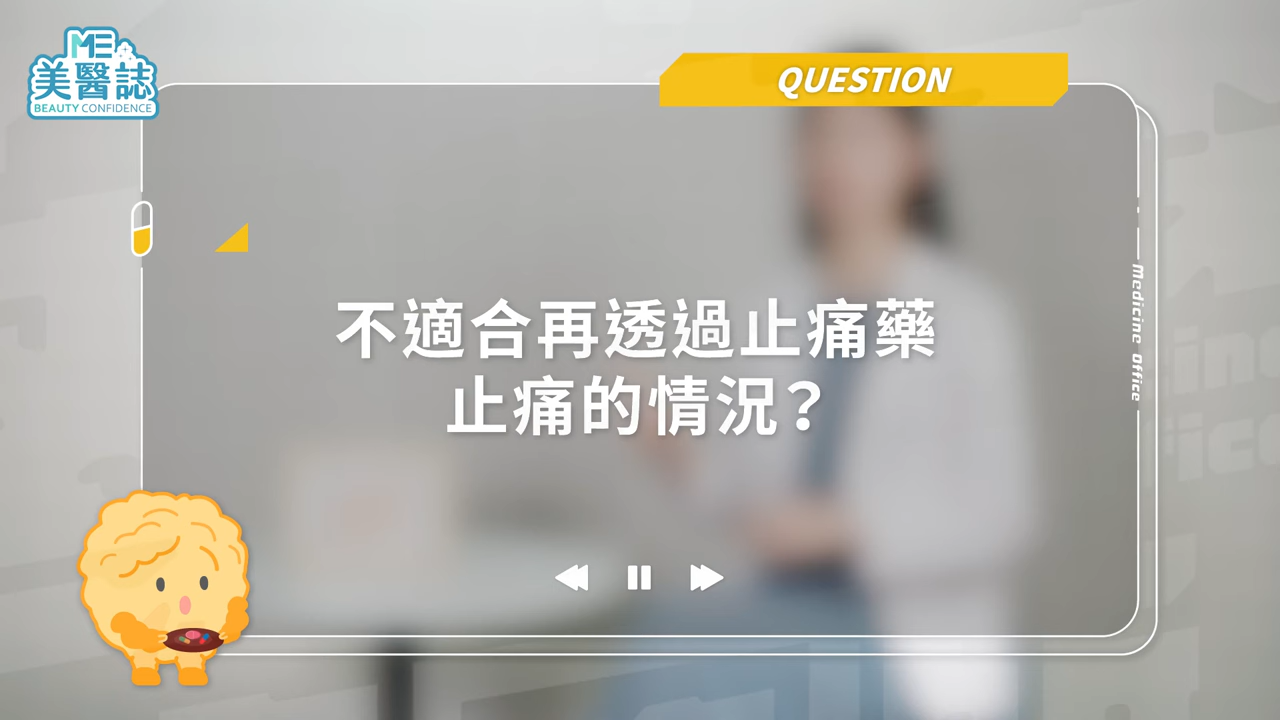 ME
美醫誌
BEAUTY CONFIDENCE
QUESTION
不適合再透過止痛藥
止痛的情況？
Medicine Office